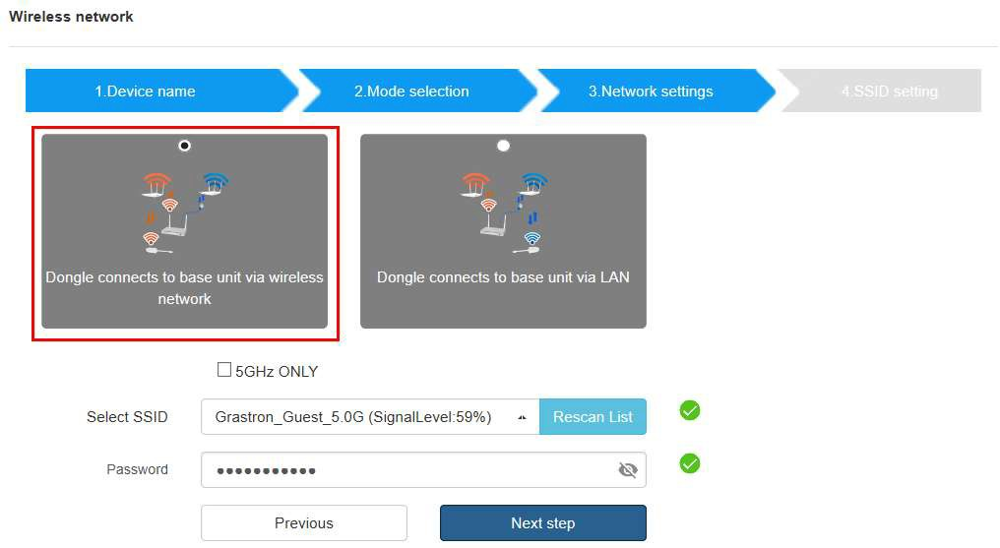 Wireless network
1.Device name
2.Mode selection
3.Network settings
4.SSID setting
Dongle connects to base unit via wireless
network
Dongle connects to base unit via LAN
5GHz ONLY
Select SSID
Grastron_Guest_5.0G (SignalLevel:59%)
Rescan List
Password
Previous
Next step